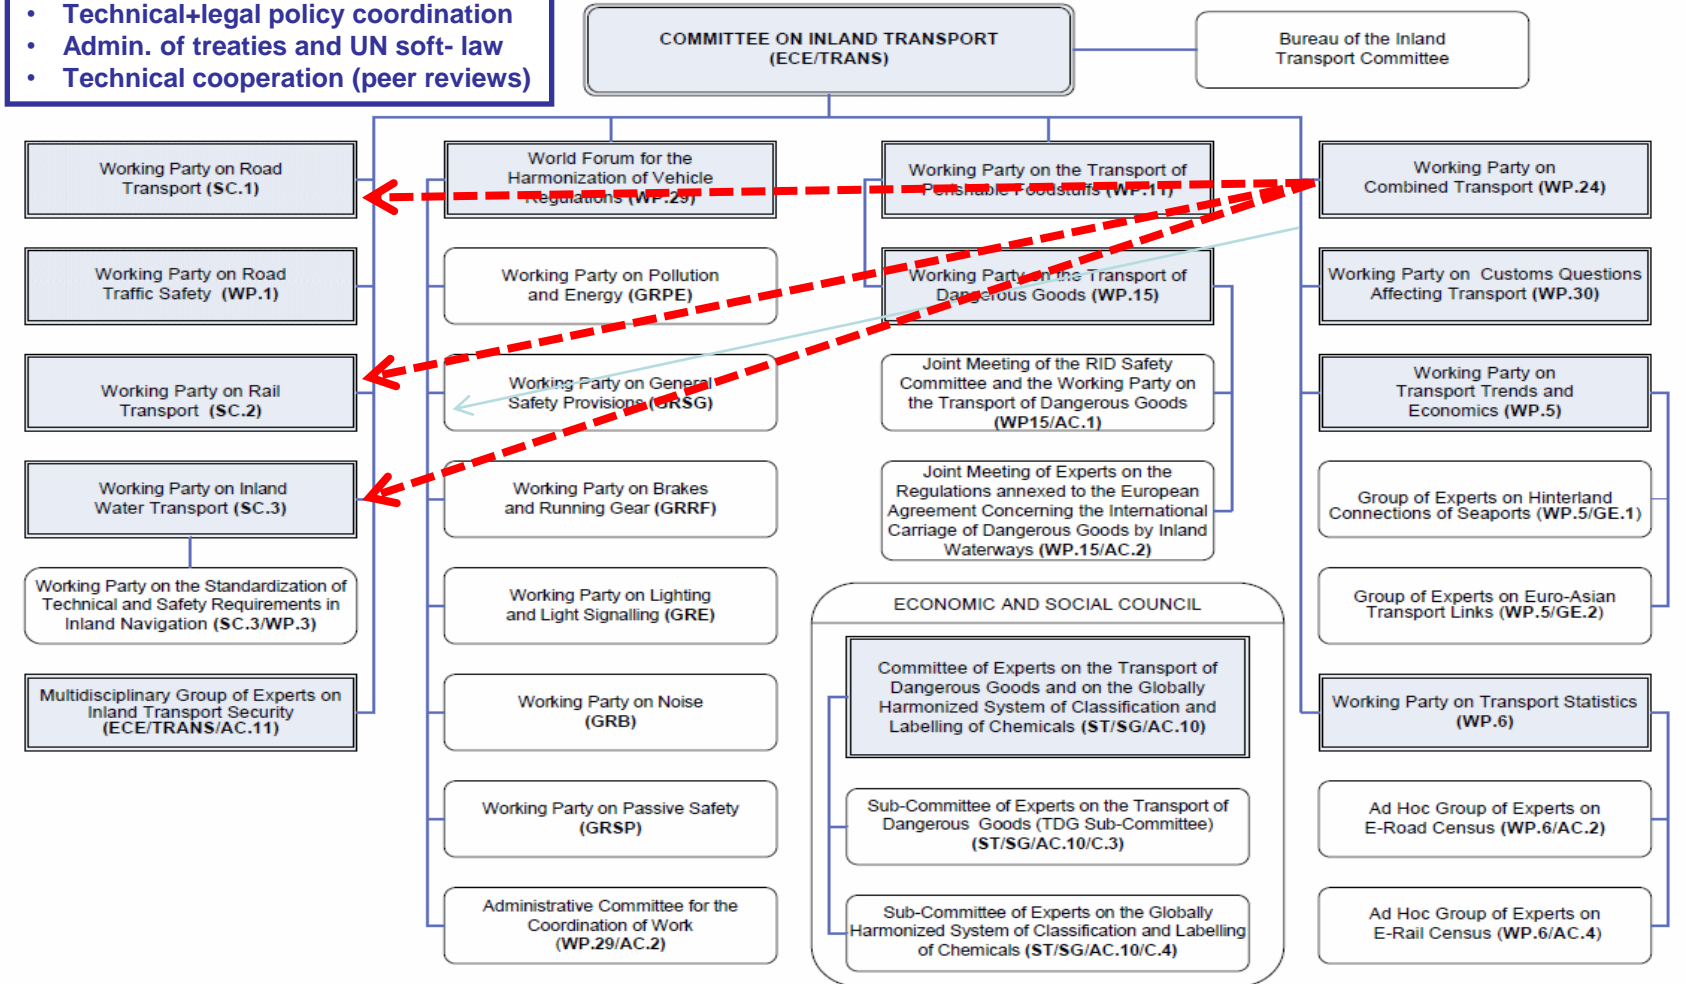 • Technical+legal policy coordination
• Admin. of treaties and UN soft- law
• Technical cooperation (peer reviews)
COMMITTEE ON INLAND TRANSPORT
(ECE/TRANS)
Bureau of the Inland
Transport Committee
Working Party on Road
Transport (SC.1)
Working Party on Road
Traffic Safety (WP.1)
Working Party on Rail
Transport (SC.2)
Working Party on Inland
Water Transport (SC.3)
Working Party on the Standardization of
Technical and Safety Requirements in
Inland Navigation (SC.3/WP.3)
Multidisciplinary Group of Experts on
Inland Transport Security
(ECE/TRANS/AC.11)
World Forum for the
Harmonization of Vehicle
Regulations (WP.29)
Working Party on Pollution
and Energy (GRPE)
Working Party on General
Safety Provisions (GRSG)
Working Party on Brakes
and Running Gear (GRRF)
Working Party on Lighting
and Light Signalling (GRE)
Working Party on Noise
(GRB)
Working Party on Passive Safety
(GRSP)
Administrative Committee for the
Coordination of Work
(WP.29/AC.2)
Working Party on the Transport of
Perishable Foodstuffs (WP.11)
Working Party on the Transport of
Dangerous Goods (WP.15)
Joint Meeting of the RID Safety
Committee and the Working Party on
the Transport of Dangerous Goods
(WP15/AC.1)
Joint Meeting of Experts on the
Regulations annexed to the European
Agreement Concerning the International
Carriage of Dangerous Goods by Inland
Waterways (WP.15/AC.2)
ECONOMIC AND SOCIAL COUNCIL
Committee of Experts on the Transport of
Dangerous Goods and on the Globally
Harmonized System of Classification and
Labelling of Chemicals (ST/SG/AC.10)
Sub-Committee of Experts on the Transport of
Dangerous Goods (TDG Sub-Committee)
(ST/SG/AC.10/C.3)
Sub-Committee of Experts on the Globally
Harmonized System of Classification and Labelling
of Chemicals (ST/SG/AC.10/C.4)
Working Party on
Combined Transport (WP.24)
Working Party on Customs Questions
Affecting Transport (WP.30)
Working Party on
Transport Trends and
Economics (WP.5)
Group of Experts on Hinterland
Connections of Seaports (WP.5/GE.1)
Group of Experts on Euro-Asian
Transport Links (WP.5/GE.2)
Working Party on Transport Statistics
(WP.6)
Ad Hoc Group of Experts on
E-Road Census (WP.6/AC.2)
Ad Hoc Group of Experts on
E-Rail Census (WP.6/AC.4)